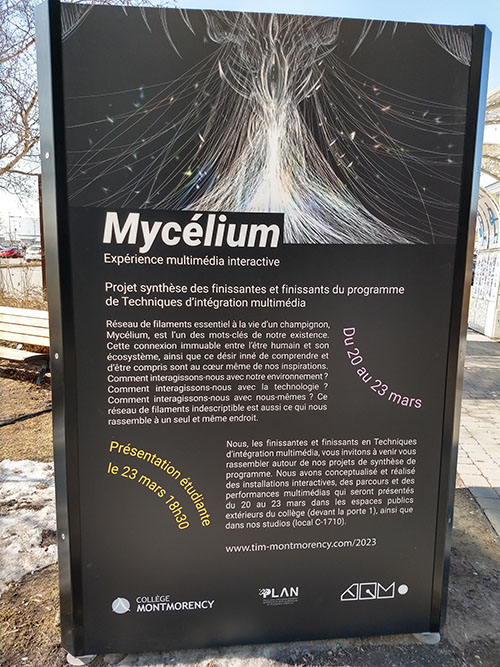 Mycélium
Expérience multimédia interactive
Projet synthèse des finissantes et finissants du programme
de Techniques d'intégration multimédia
Réseau de filaments essentiel à la vie d'un champignon,
Mycélium, est l'un des mots-clés de notre existence.
Cette connexion immuable entre l'être humain et son
écosystème, ainsi que ce désir inné de comprendre et
d'être compris sont au cœur même de nos inspirations.
Comment interagissons-nous avec notre environnement ?
Comment interagissons-nous avec la technologie ?
Comment interagissons-nous avec nous-mêmes ? Ce
réseau de filaments indescriptible est aussi ce qui nous
rassemble à un seul et même endroit.
Du 20 au 23 mars
Présentation étudiante
le 23 mars 18h30
Nous, les finissantes et finissants en Techniques
d'intégration multimédia, vous invitons à venir vous
rassembler autour de nos projets de synthèse de
programme. Nous avons conceptualisé et réalisé
des installations interactives, des parcours et des
performances multimédias qui seront présentés
du 20 au 23 mars dans les espaces publics
extérieurs du collège (devant la porte 1), ainsi que
dans nos studios (local C-1710).
www.tim-montmorency.com/2023
COLLÈGE
MONTMORENCY
PLAN